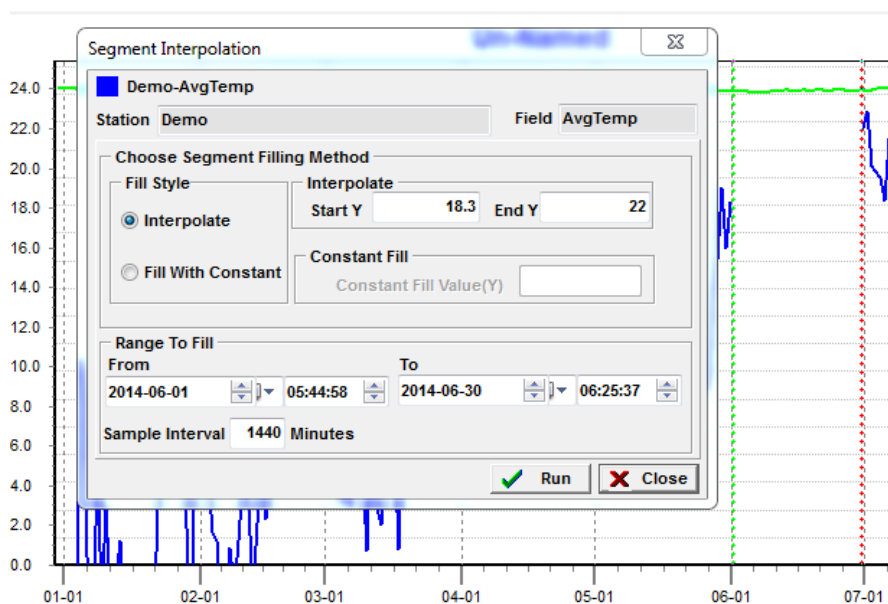 Un-Named
Segment Interpolation
Demo-AvgTemp
Station Demo Field AvgTemp
Choose Segment Filling Method
Fill Style
Interpolate
Fill With Constant
Interpolate
Start Y 18.3 End Y 22
Constant Fill
Constant Fill Value(Y)
Range To Fill
From To
2014-06-01 05:44:58 2014-06-30 06:25:37
Sample Interval 1440 Minutes
Run Close
24.0
22.0
20.0
18.0
16.0
14.0
12.0
10.0
8.0
6.0
4.0
2.0
0.0
01-01 02-01 03-01 04-01 05-01 06-01 07-01